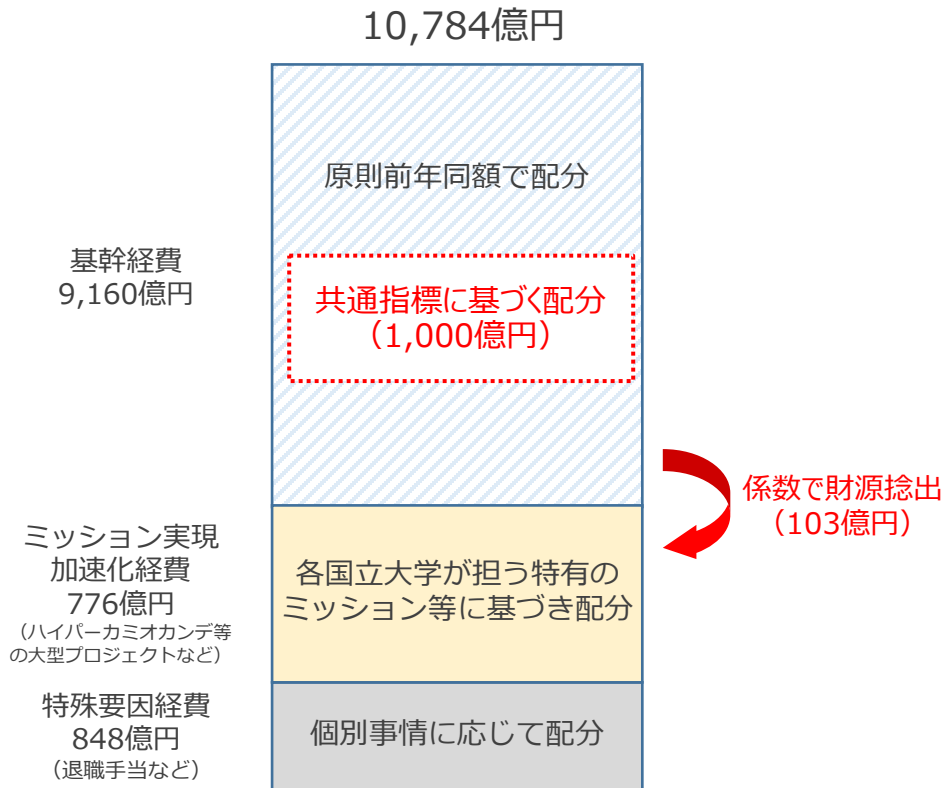 10,784億円
原則前年同額で配分
基幹経費
9,160億円
共通指標に基づく配分
（1,000億円）
係数で財源捻出
（103億円）
ミッション実現
加速化経費
776億円
（ハイパーカミオカンデ等
の大型プロジェクトなど）
各国立大学が担う特有の
ミッション等に基づき配分
特殊要因経費
848億円
（退職手当など）
個別事情に応じて配分